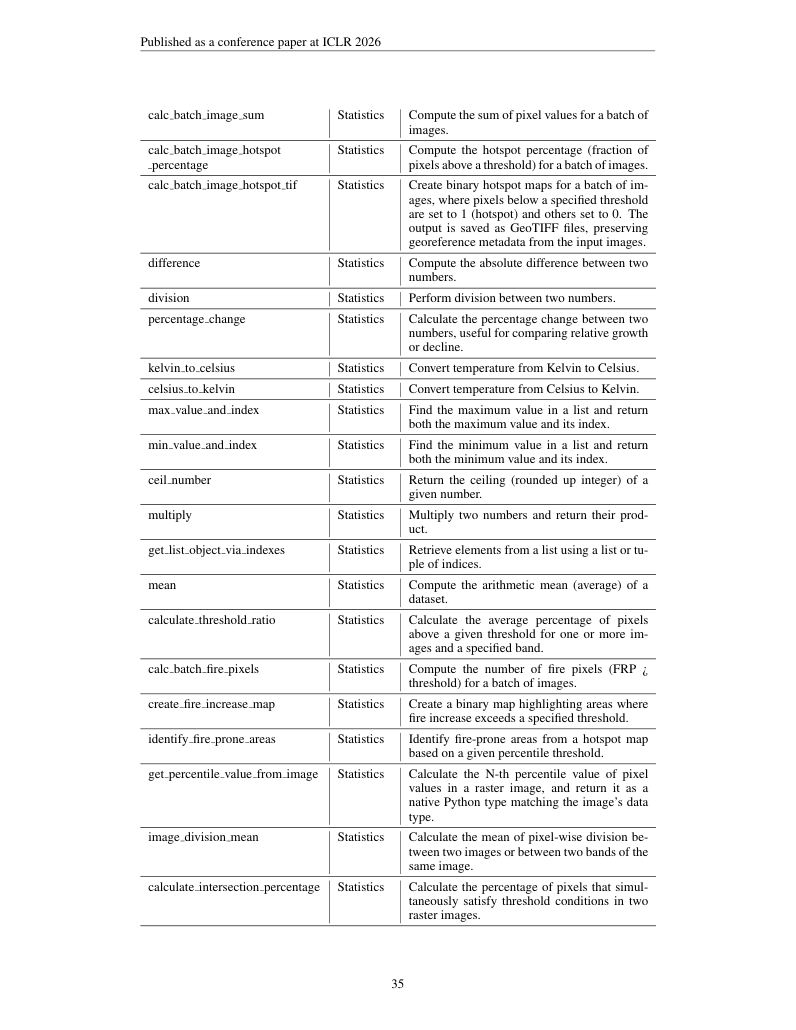 Published as a conference paper at ICLR 2026
calc_batch_image_sum Statistics Compute the sum of pixel values for a batch of
images.
calc_batch_image_hotspot Statistics Compute the hotspot percentage (fraction of
_percentage pixels above a threshold) for a batch of images.
calc_batch_image_hotspot_tif Statistics Create binary hotspot maps for a batch of im-
ages, where pixels below a specified threshold
are set to 1 (hotspot) and others set to 0. The
output is saved as GeoTIFF files, preserving
georeference metadata from the input images.
difference Statistics Compute the absolute difference between two
numbers.
division Statistics Perform division between two numbers.
percentage_change Statistics Calculate the percentage change between two
numbers, useful for comparing relative growth
or decline.
kelvin_to_celsius Statistics Convert temperature from Kelvin to Celsius.
celsius_to_kelvin Statistics Convert temperature from Celsius to Kelvin.
max_value_and_index Statistics Find the maximum value in a list and return
both the maximum value and its index.
min_value_and_index Statistics Find the minimum value in a list and return
both the minimum value and its index.
ceil_number Statistics Return the ceiling (rounded up integer) of a
given number.
multiply Statistics Multiply two numbers and return their prod-
uct.
get_list_object_via_indexes Statistics Retrieve elements from a list using a list or tu-
ple of indices.
mean Statistics Compute the arithmetic mean (average) of a
dataset.
calculate_threshold_ratio Statistics Calculate the average percentage of pixels
above a given threshold for one or more im-
ages and a specified band.
calc_batch_fire_pixels Statistics Compute the number of fire pixels (FRP ¿
threshold) for a batch of images.
create_fire_increase_map Statistics Create a binary map highlighting areas where
fire increase exceeds a specified threshold.
identify_fire_prone_areas Statistics Identify fire-prone areas from a hotspot map
based on a given percentile threshold.
get_percentile_value_from_image Statistics Calculate the N-th percentile value of pixel
values in a raster image, and return it as a
native Python type matching the image's data
type.
image_division_mean Statistics Calculate the mean of pixel-wise division be-
tween two images or between two bands of the
same image.
calculate_intersection_percentage Statistics Calculate the percentage of pixels that simul-
taneously satisfy threshold conditions in two
raster images.
35